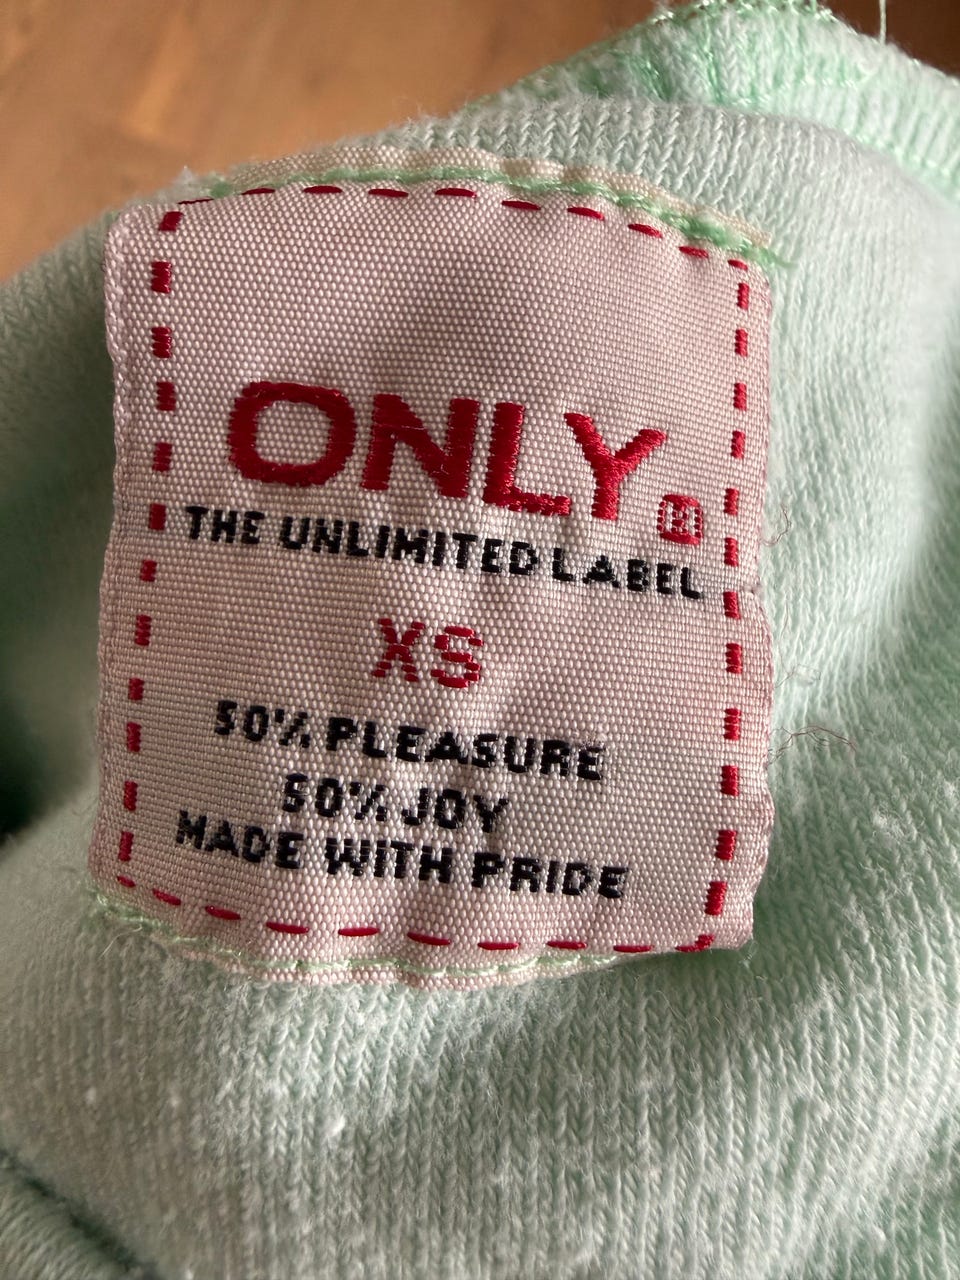 ONLY
THE UNLIMITED LABEL
XS
50% PLEASURE
50% JOY
MADE WITH PRIDE